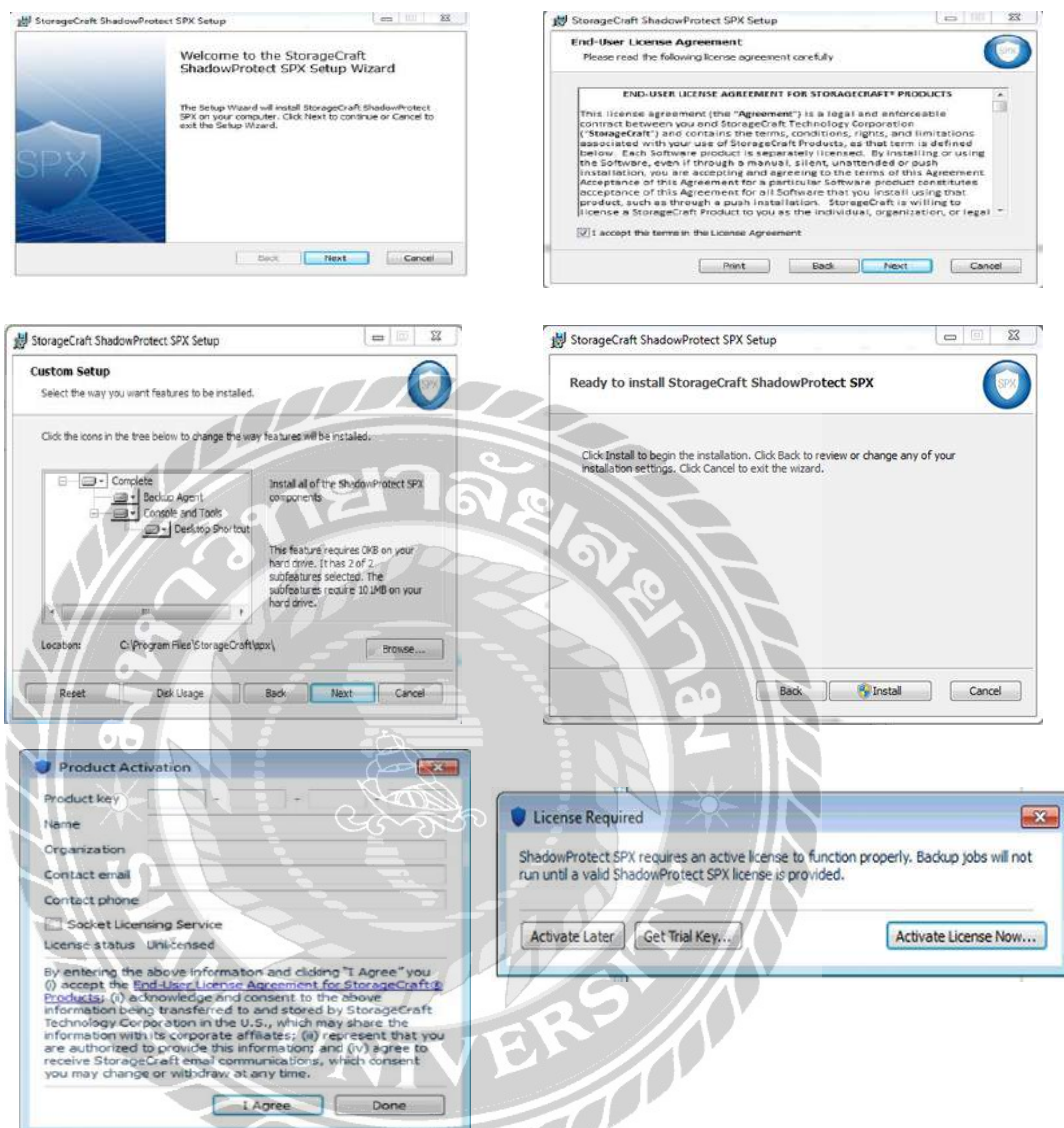 StorageCraft ShadowProtect SPX Setup
Welcome to the StorageCraft
ShadowProtect SPX Setup Wizard
The Setup Wizard will install StorageCraft ShadowProtect
SPX on your computer. Click Next to continue or Cancel to
exit the Setup Wizard.
SPX
Back
Next
Cancel
StorageCraft ShadowProtect SPX Setup
End-User License Agreement
Please read the following license agreement carefully
SPX
END-USER LICENSE AGREEMENT FOR STORAGECRAFT® PRODUCTS
This license agreement (the "Agreement") is a legal and enforceable
contract between you and StorageCraft Technology Corporation
("StorageCraft") and contains the terms, conditions, rights, and limitations
associated with your use of StorageCraft Products, as that term is defined
below. Each Software product is separately licensed. By installing or using
the Software, even if through a manual, silent, unattended or push
installation, you are accepting and agreeing to the terms of this Agreement
Acceptance of this Agreement for a particular Software product constitutes
acceptance of this Agreement for all Software that you install using that
product, such as through a push installation. StorageCraft is willing to
license a StorageCraft Product to you as the individual, organization, or legal
I accept the terms in the License Agreement
Print
Back
Next
Cancel
StorageCraft ShadowProtect SPX Setup
Custom Setup
Select the way you want features to be installed.
SPX
Click the icons in the tree below to change the way features will be installed.
Complete
Backup Agent
Console and Tools
Desktop Shortcut
Install all of the ShadowProtect SPX
components
This feature requires 0KB on your
hard drive. It has 2 of 2
subfeatures selected. The
subfeatures require 101MB on your
hard drive.
Location: C:\Program Files\StorageCraft\spx\
Browse...
Reset
Disk Usage
Back
Next
Cancel
StorageCraft ShadowProtect SPX Setup
Ready to install StorageCraft ShadowProtect SPX
SPX
Click Install to begin the installation. Click Back to review or change any of your
installation settings. Click Cancel to exit the wizard.
Back
Install
Cancel
Product Activation
Product key - - -
Name
Organization
Contact email
Contact phone
Socket Licensing Service
License status Unlicensed
By entering the above information and clicking "I Agree" you
(i) accept the End-User License Agreement for StorageCraft®
Products; (ii) acknowledge and consent to the above
information being transferred to and stored by StorageCraft
Technology Corporation in the U.S., which may share the
information with its corporate affiliates; (iii) represent that you
are authorized to provide this information; and (iv) agree to
receive StorageCraft email communications, which consent
you may change or withdraw at any time.
I Agree
Done
License Required
ShadowProtect SPX requires an active license to function properly. Backup jobs will not
run until a valid ShadowProtect SPX license is provided.
Activate Later
Get Trial Key...
Activate License Now...
มหาวิทยาลัยสยาม
SIAM UNIVERSITY